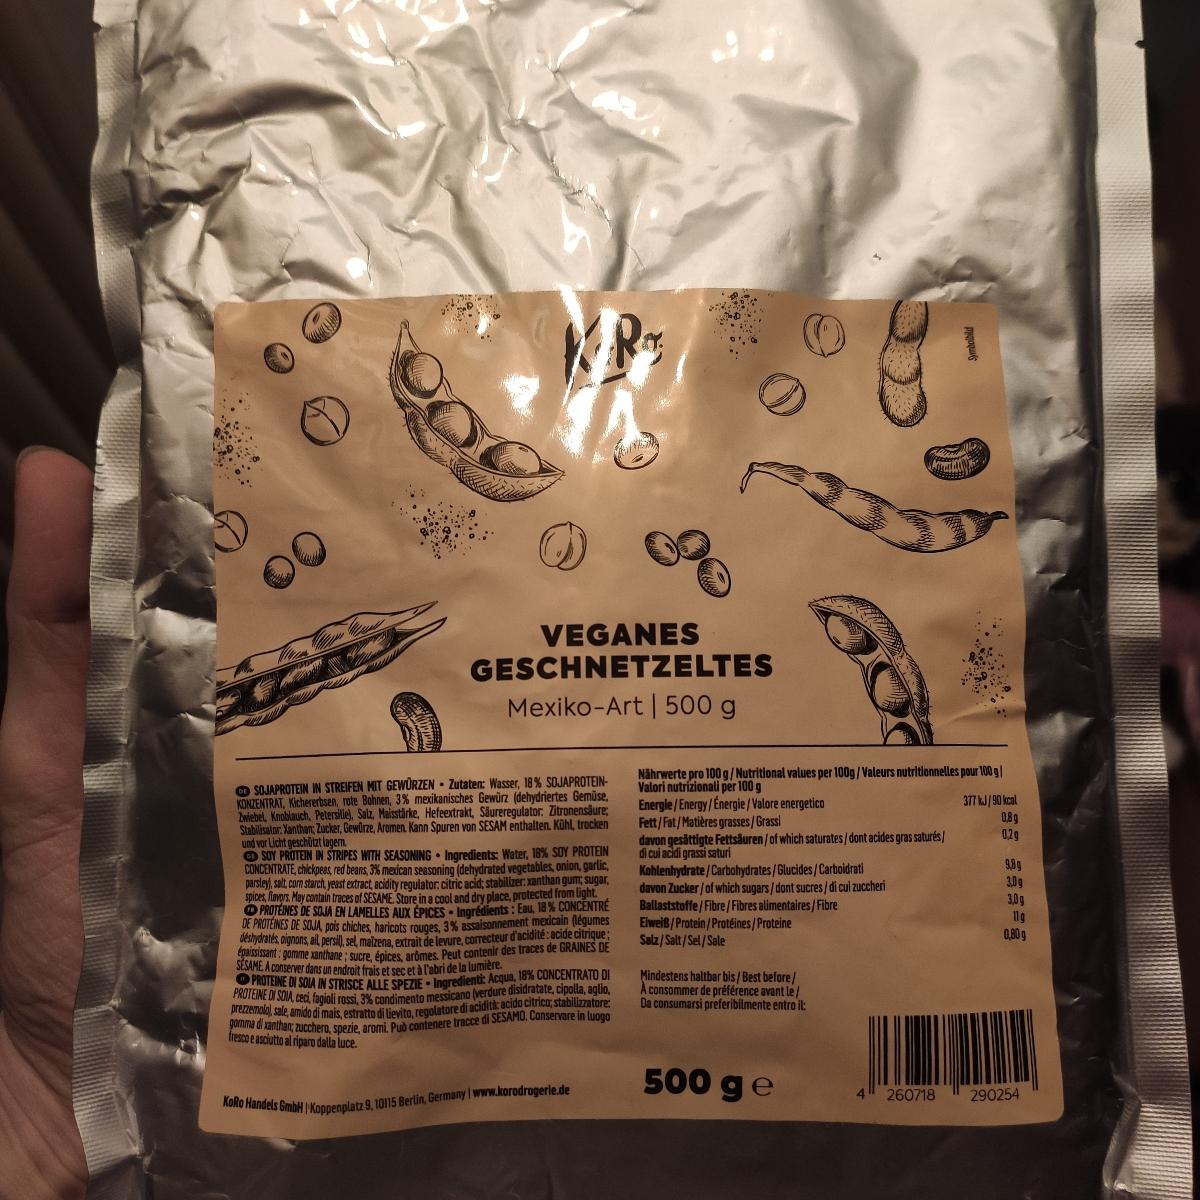 KoRo
Symbolbild
VEGANES
GESCHNETZELTES
Mexiko-Art | 500 g
DE SOJAPROTEIN IN STREIFEN MIT GEWÜRZEN • Zutaten: Wasser, 18% SOJAPROTEIN-
KONZENTRAT, Kichererbsen, rote Bohnen, 3% mexikanisches Gewürz (dehydriertes Gemüse,
Zwiebel, Knoblauch, Petersilie), Salz, Maisstärke, Hefeextrakt, Säureregulator: Zitronensäure;
Stabilisator: Xanthan; Zucker, Gewürze, Aromen. Kann Spuren von SESAM enthalten. Kühl, trocken
und vor Licht geschützt lagern.
SOY PROTEIN IN STRIPES WITH SEASONING • Ingredients: Water, 18% SOY PROTEIN
CONCENTRATE, chickpeas, red beans, 3% mexican seasoning (dehydrated vegetables, onion, garlic,
parsley), salt, corn starch, yeast extract, acidity regulator: citric acid; stabilizer: xanthan gum; sugar,
spices, flavors. May contain traces of SESAME. Store in a cool and dry place, protected from light.
FR PROTÉINES DE SOJA EN LAMELLES AUX ÉPICES • Ingrédients : Eau, 18% CONCENTRÉ
DE PROTÉINES DE SOJA, pois chiches, haricots rouges, 3% assaisonnement mexicain (légumes
déshydratés, oignons, ail, persil), sel, maïzena, extrait de levure, correcteur d'acidité : acide citrique ;
épaississant : gomme xanthane ; sucre, épices, arômes. Peut contenir des traces de GRAINES DE
SÉSAME. A conserver dans un endroit frais et sec et à l'abri de la lumière.
IT PROTEINE DI SOIA IN STRISCE ALLE SPEZIE • Ingredienti: Acqua, 18% CONCENTRATO DI
PROTEINE DI SOIA, ceci, fagioli rossi, 3% condimento messicano (verdure disidratate, cipolla, aglio,
prezzemolo), sale, amido di mais, estratto di lievito, regolatore di acidità: acido citrico; stabilizzatore:
gomma di xanthan; zucchero, spezie, aromi. Può contenere tracce di SESAMO. Conservare in luogo
fresco e asciutto al riparo dalla luce.
KoRo Handels GmbH | Koppenplatz 9, 10115 Berlin, Germany | www.korodrogerie.de
Nährwerte pro 100 g / Nutritional values per 100g / Valeurs nutritionnelles pour 100 g /
Valori nutrizionali per 100 g
Energie / Energy / Énergie / Valore energetico 377 kJ / 90 kcal
Fett / Fat / Matières grasses / Grassi 0,8 g
davon gesättigte Fettsäuren / of which saturates / dont acides gras saturés / 0,2 g
di cui acidi grassi saturi
Kohlenhydrate / Carbohydrates / Glucides / Carboidrati 9,8 g
davon Zucker / of which sugars / dont sucres / di cui zuccheri 3,0 g
Ballaststoffe / Fibre / Fibres alimentaires / Fibre 3,0 g
Eiweiß / Protein / Protéines / Proteine 11 g
Salz / Salt / Sel / Sale 0,80 g
Mindestens haltbar bis / Best before /
À consommer de préférence avant le /
Da consumarsi preferibilmente entro il:
500 g e
4 260718 290254